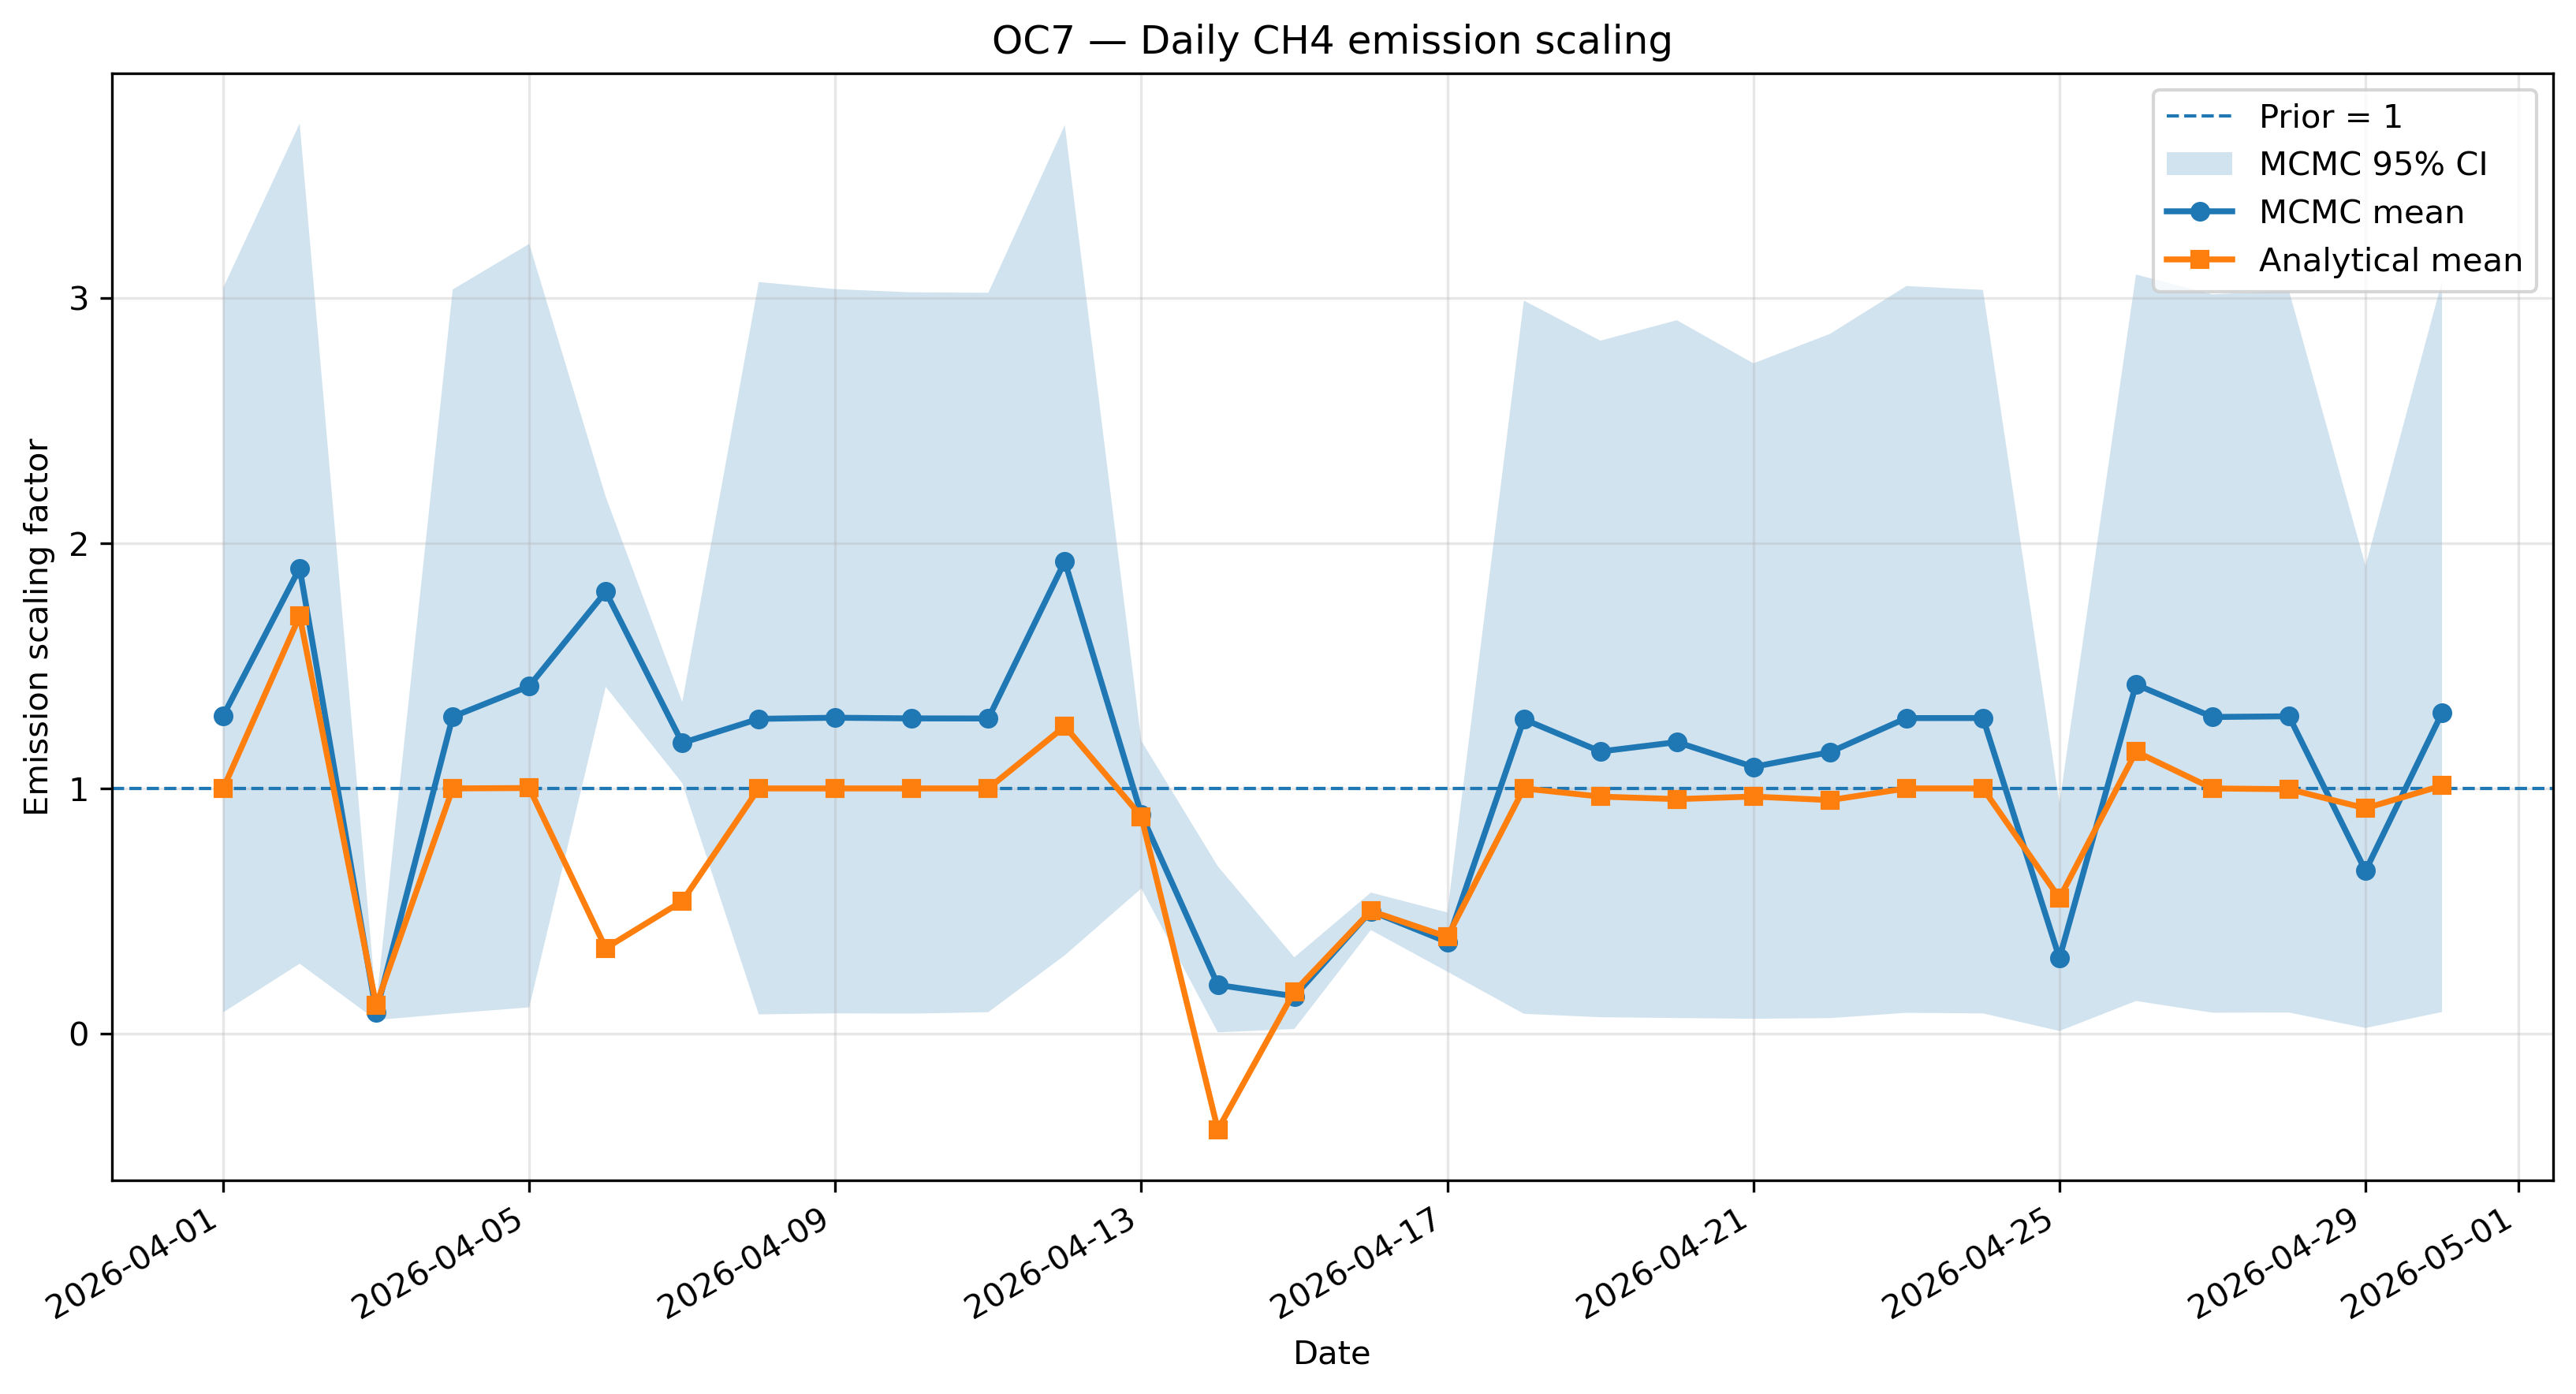 OC7 — Daily CH4 emission scaling
Prior = 1
MCMC 95% CI
MCMC mean
Analytical mean
Emission scaling factor
3
2
1
0
2026-04-01
2026-04-05
2026-04-09
2026-04-13
2026-04-17
2026-04-21
2026-04-25
2026-04-29
2026-05-01
Date